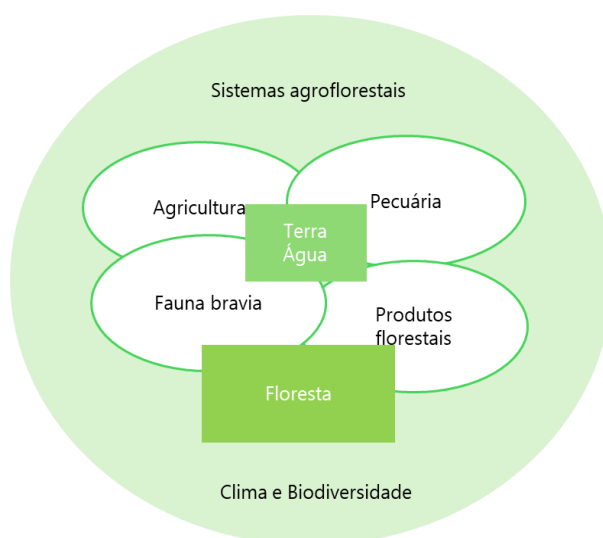 Sistemas agroflorestais
Agricultura
Pecuária
Terra
Água
Fauna bravia
Produtos
florestais
Floresta
Clima e Biodiversidade